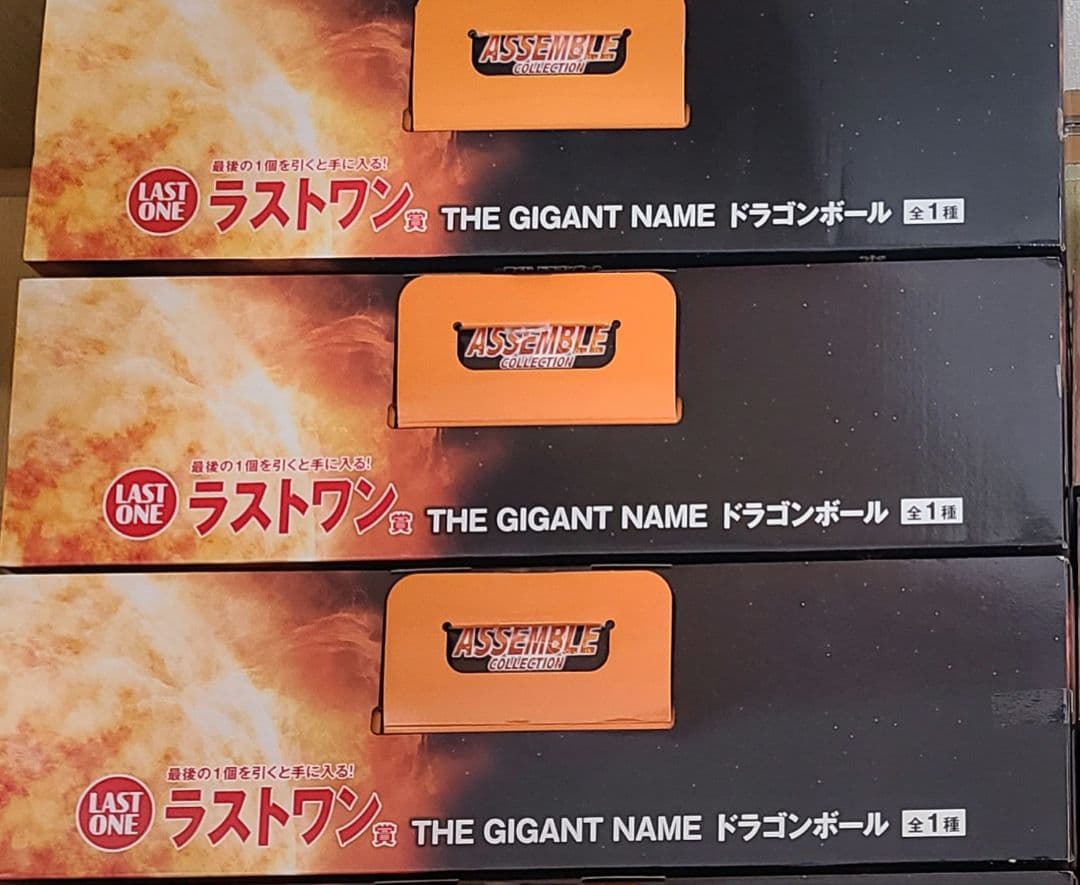 ASSEMBLE
COLLECTION
最後の1個を引くと手に入る!
LAST
ONE
ラストワン賞
THE GIGANT NAME ドラゴンボール 全1種
ASSEMBLE
COLLECTION
最後の1個を引くと手に入る!
LAST
ONE
ラストワン賞
THE GIGANT NAME ドラゴンボール 全1種
ASSEMBLE
COLLECTION
最後の1個を引くと手に入る!
LAST
ONE
ラストワン賞
THE GIGANT NAME ドラゴンボール 全1種